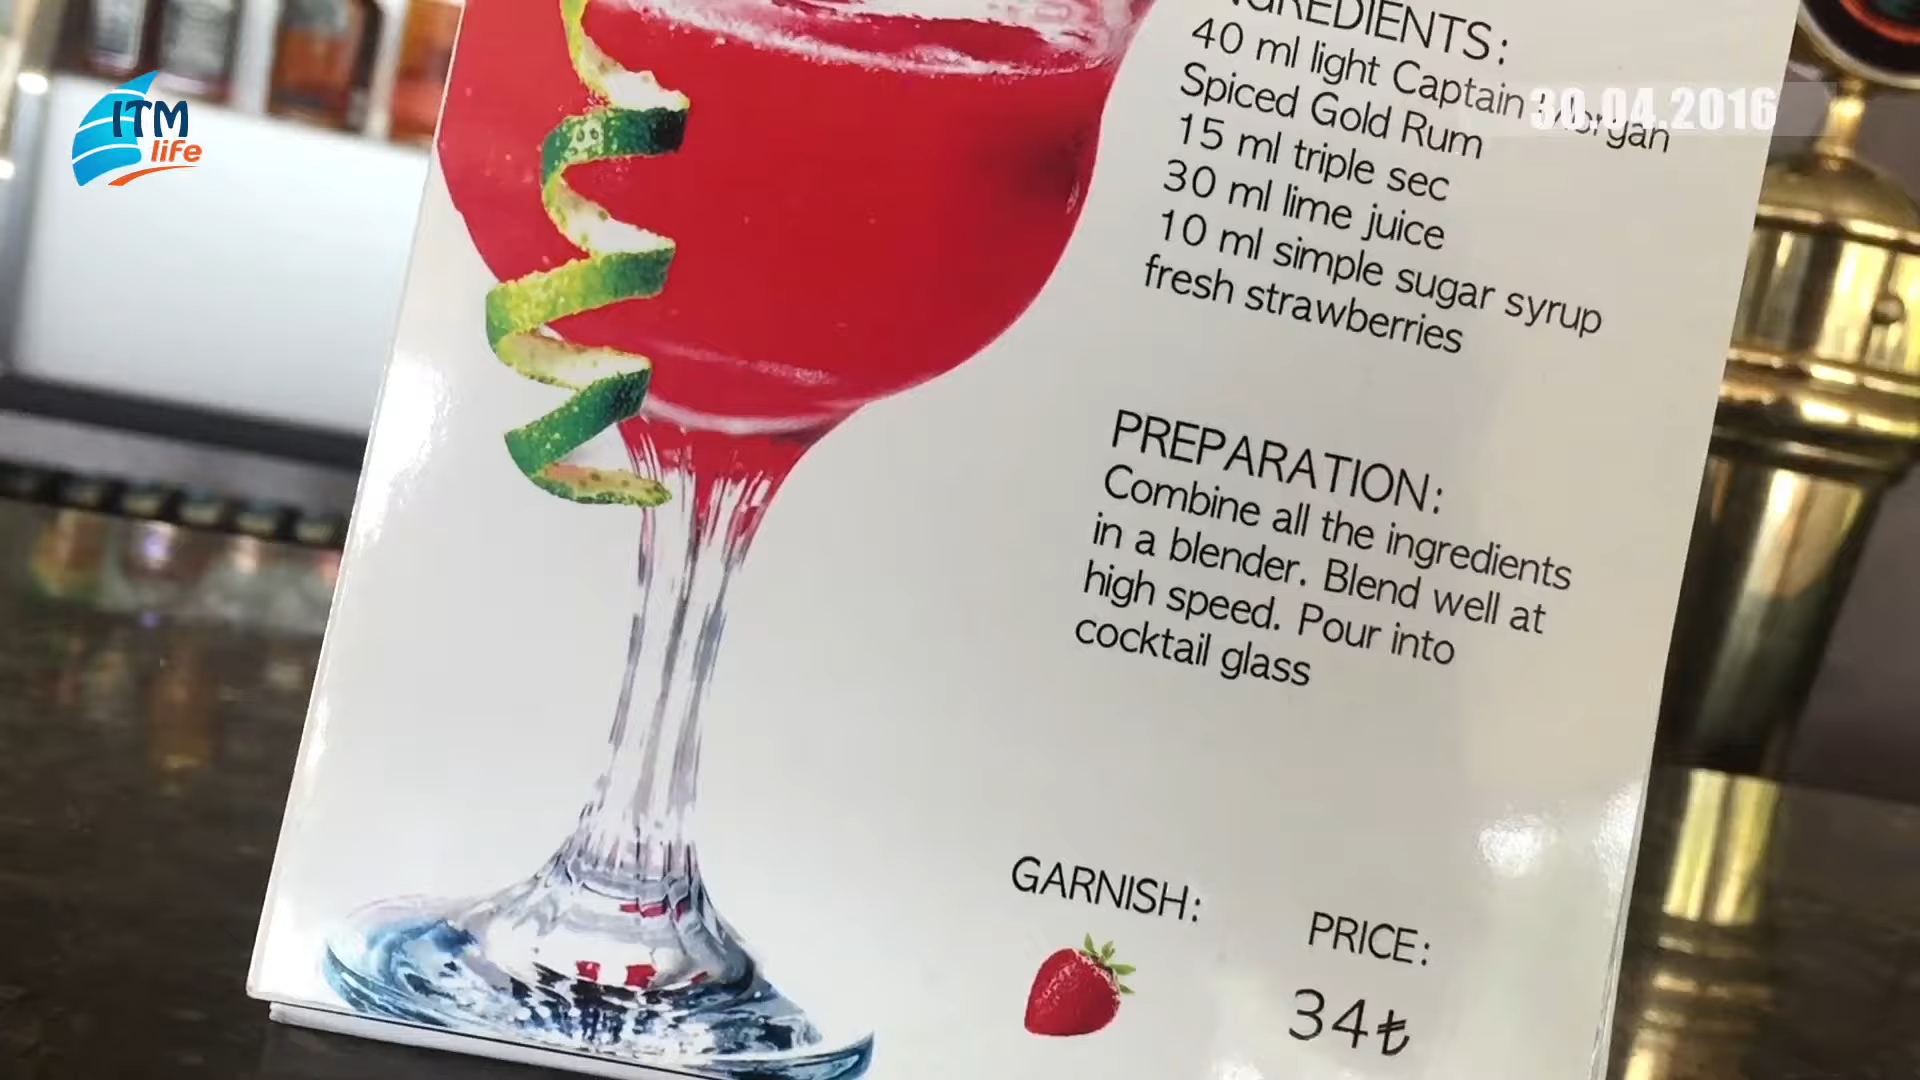 ITM
life
30.04.2016
INGREDIENTS:
40 ml light Captain Morgan
Spiced Gold Rum
15 ml triple sec
30 ml lime juice
10 ml simple sugar syrup
fresh strawberries
PREPARATION:
Combine all the ingredients
in a blender. Blend well at
high speed. Pour into
cocktail glass
GARNISH:
PRICE:
34₺